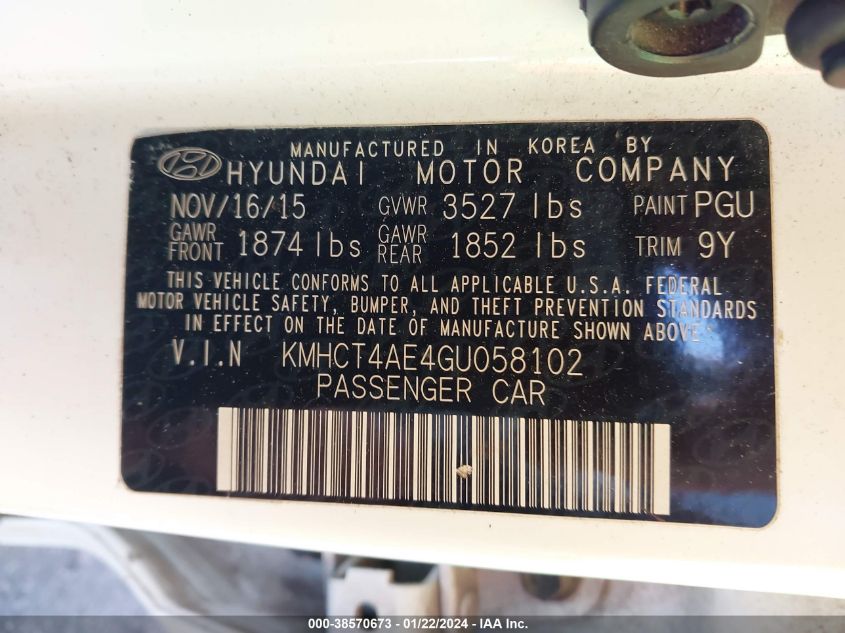 MANUFACTURED IN KOREA BY
HYUNDAI MOTOR COMPANY
NOV/16/15 GVWR 3527 lbs PAINT PGU
GAWR FRONT 1874 lbs GAWR REAR 1852 lbs TRIM 9Y
THIS VEHICLE CONFORMS TO ALL APPLICABLE U.S.A. FEDERAL
MOTOR VEHICLE SAFETY, BUMPER, AND THEFT PREVENTION STANDARDS
IN EFFECT ON THE DATE OF MANUFACTURE SHOWN ABOVE.
V.I.N KMHCT4AE4GU058102
PASSENGER CAR
000-38570673 - 01/22/2024 - IAA Inc.